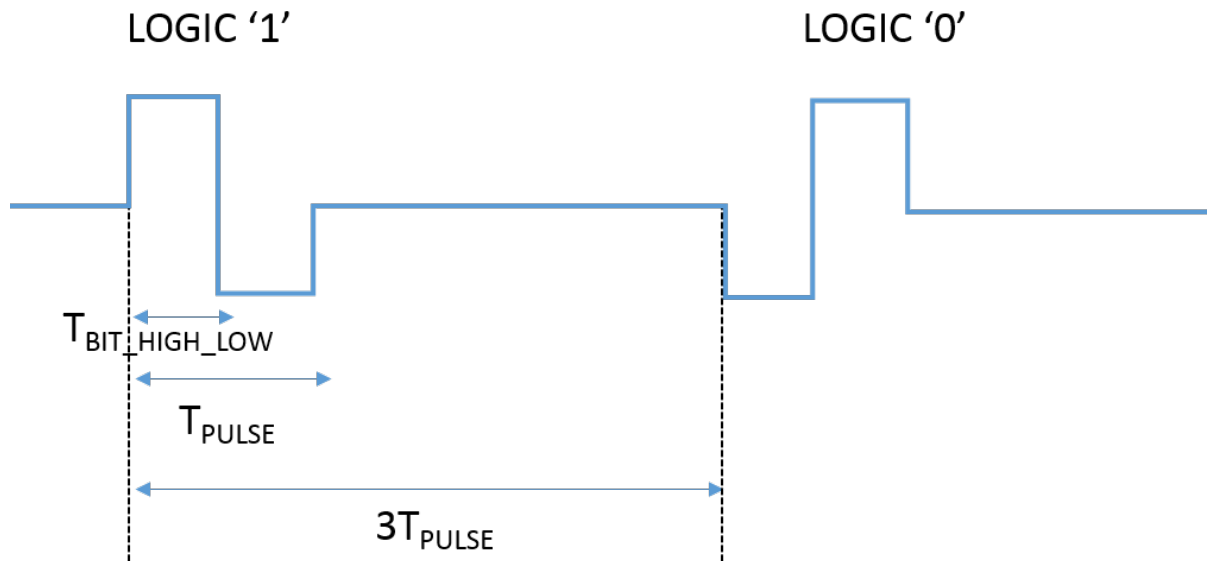 LOGIC ‘1’
LOGIC ‘0’
TBIT_HIGH_LOW
TPULSE
3TPULSE